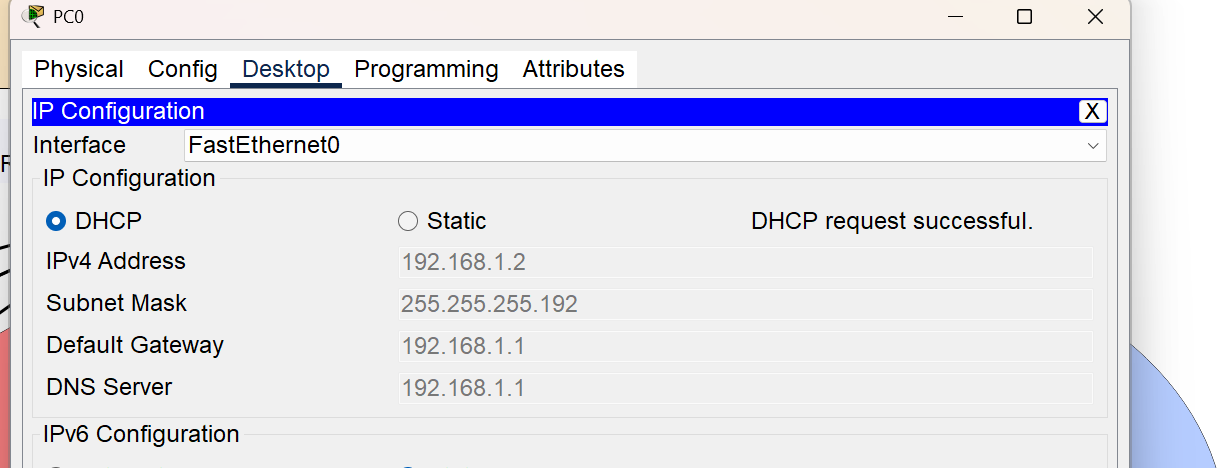 PC0
Physical Config Desktop Programming Attributes
IP Configuration X
Interface FastEthernet0
IP Configuration
DHCP Static DHCP request successful.
IPv4 Address 192.168.1.2
Subnet Mask 255.255.255.192
Default Gateway 192.168.1.1
DNS Server 192.168.1.1
IPv6 Configuration